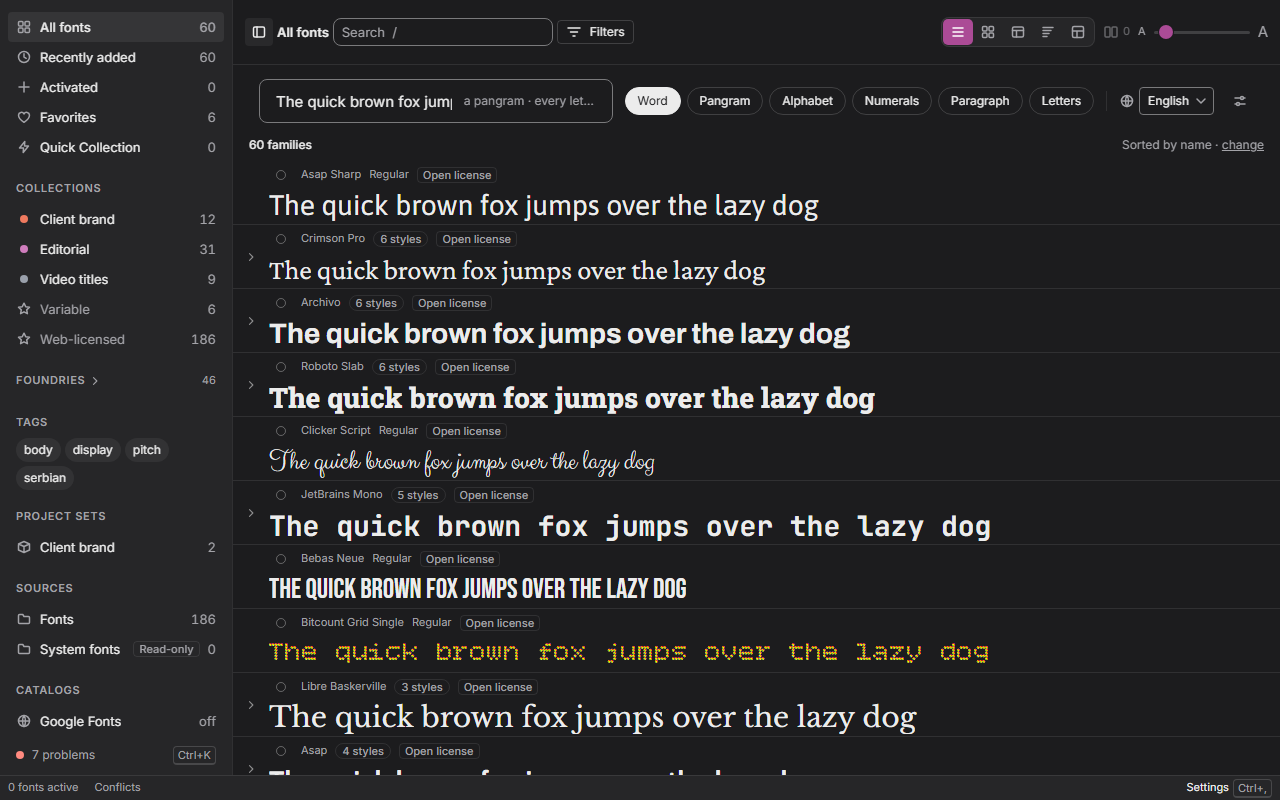 All fonts 60
Recently added 60
Activated 0
Favorites 6
Quick Collection 0
COLLECTIONS
Client brand 12
Editorial 31
Video titles 9
Variable 6
Web-licensed 186
FOUNDRIES 46
TAGS
body display pitch
serbian
PROJECT SETS
Client brand 2
SOURCES
Fonts 186
System fonts Read-only 0
CATALOGS
Google Fonts off
7 problems Ctrl+K
All fonts Search / Filters 0 A A
The quick brown fox jump a pangram · every let... Word Pangram Alphabet Numerals Paragraph Letters English
60 families Sorted by name · change
Asap Sharp Regular Open license
The quick brown fox jumps over the lazy dog
Crimson Pro 6 styles Open license
The quick brown fox jumps over the lazy dog
Archivo 6 styles Open license
The quick brown fox jumps over the lazy dog
Roboto Slab 6 styles Open license
The quick brown fox jumps over the lazy dog
Clicker Script Regular Open license
The quick brown fox jumps over the lazy dog
JetBrains Mono 5 styles Open license
The quick brown fox jumps over the lazy dog
Bebas Neue Regular Open license
THE QUICK BROWN FOX JUMPS OVER THE LAZY DOG
Bitcount Grid Single Regular Open license
The quick brown fox jumps over the lazy dog
Libre Baskerville 3 styles Open license
The quick brown fox jumps over the lazy dog
Asap 4 styles Open license
0 fonts active Conflicts Settings Ctrl+,